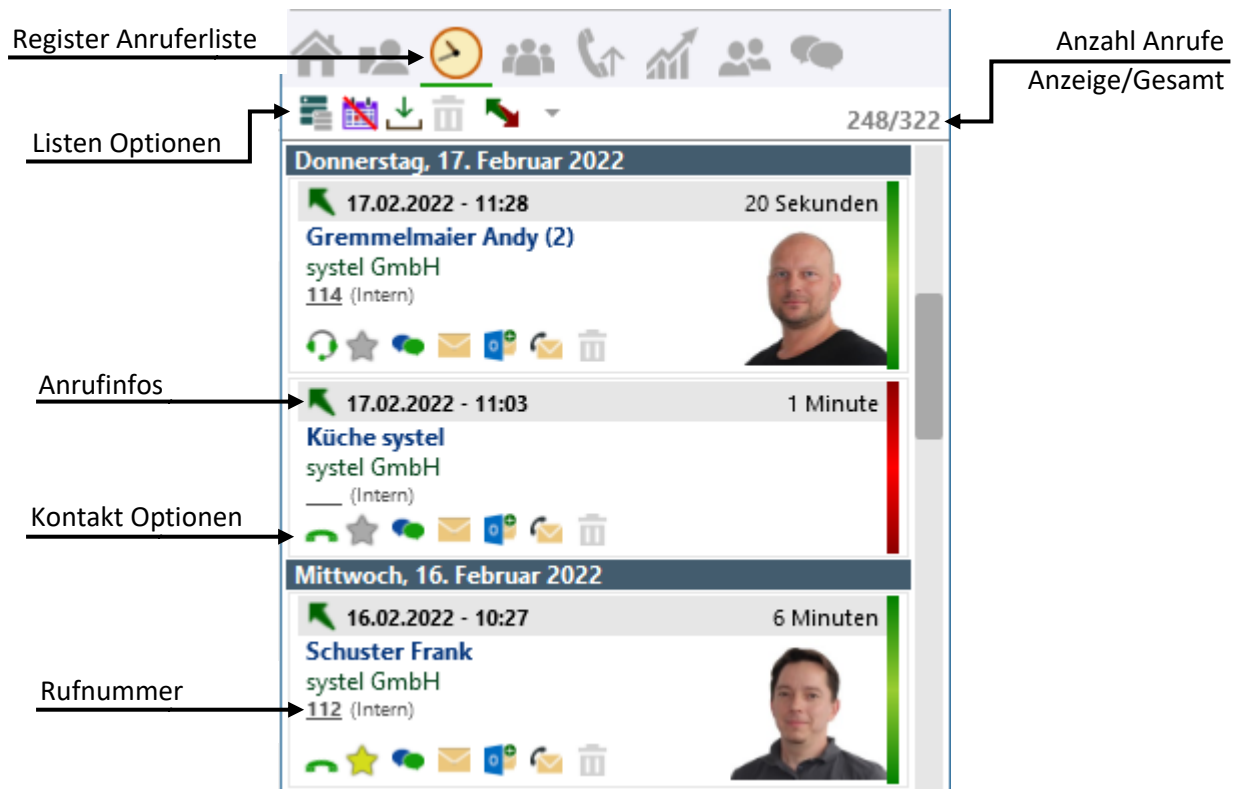 Register Anruferliste
Anzahl Anrufe
Anzeige/Gesamt
248/322
Listen Optionen
Donnerstag, 17. Februar 2022
17.02.2022 - 11:28 20 Sekunden
Gremmelmaier Andy (2)
systel GmbH
114 (Intern)
Anrufinfos
17.02.2022 - 11:03 1 Minute
Küche systel
systel GmbH
(Intern)
Kontakt Optionen
Mittwoch, 16. Februar 2022
16.02.2022 - 10:27 6 Minuten
Schuster Frank
systel GmbH
Rufnummer
112 (Intern)